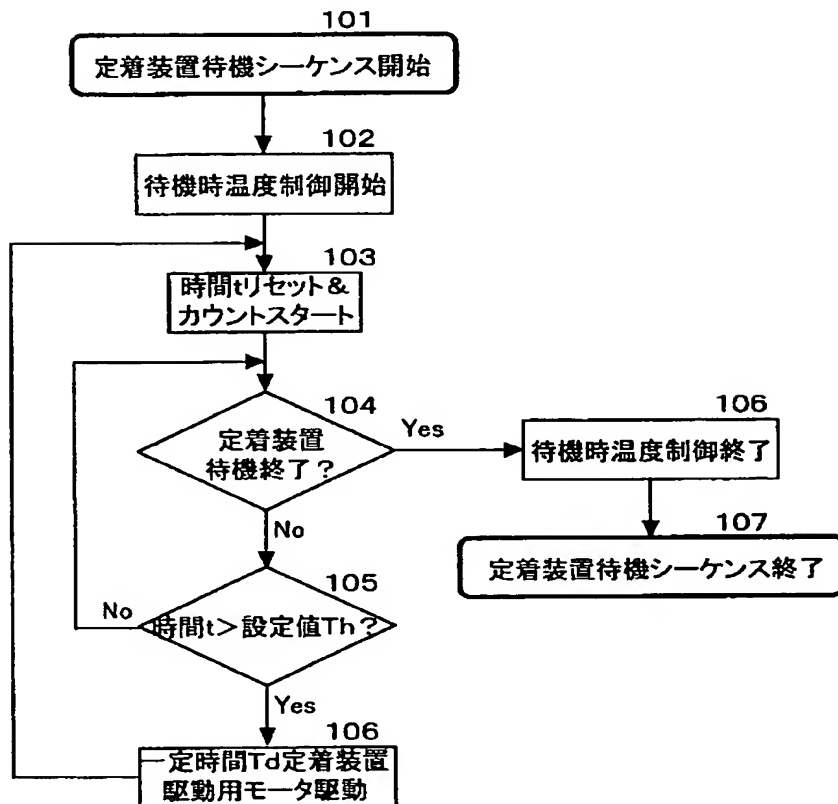 101
定着装置待機シーケンス開始
102
待機時温度制御開始
103
時間tリセット&
カウントスタート
104
定着装置
待機終了？
Yes
106
待機時温度制御終了
No
107
定着装置待機シーケンス終了
105
No
時間t＞設定値Th？
Yes
106
一定時間Td定着装置
駆動用モータ駆動